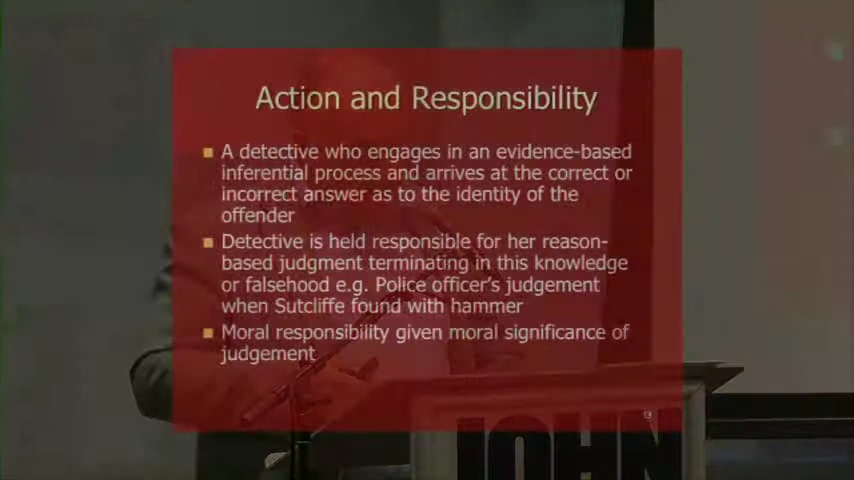 Action and Responsibility
A detective who engages in an evidence-based
inferential process and arrives at the correct or
incorrect answer as to the identity of the
offender
Detective is held responsible for her reason-
based judgment terminating in this knowledge
or falsehood e.g. Police officer's judgement
when Sutcliffe found with hammer
Moral responsibility given moral significance of
judgement
13
JOHN